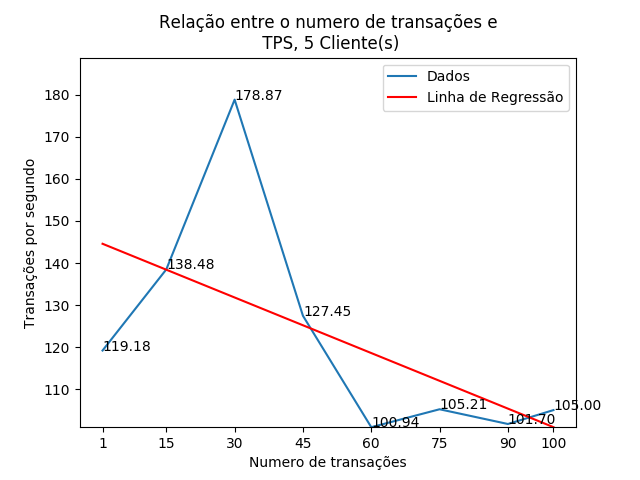 Relação entre o numero de transações e
TPS, 5 Cliente(s)
Dados
Linha de Regressão
Transações por segundo
180
170
160
150
140
130
120
110
178.87
138.48
127.45
119.18
100.94
105.21
101.70
105.00
1 15 30 45 60 75 90 100
Numero de transações